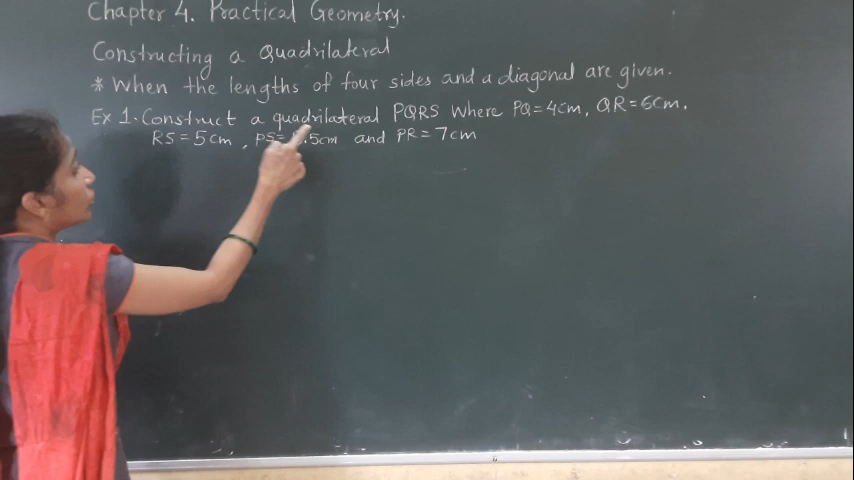 Chapter 4. Practical Geometry.
Constructing a Quadrilateral
* When the lengths of four sides and a diagonal are given.
Ex 1. Construct a quadrilateral PQRS Where PQ = 4cm, QR = 6cm.
RS = 5cm, PS= .5cm and PR = 7cm